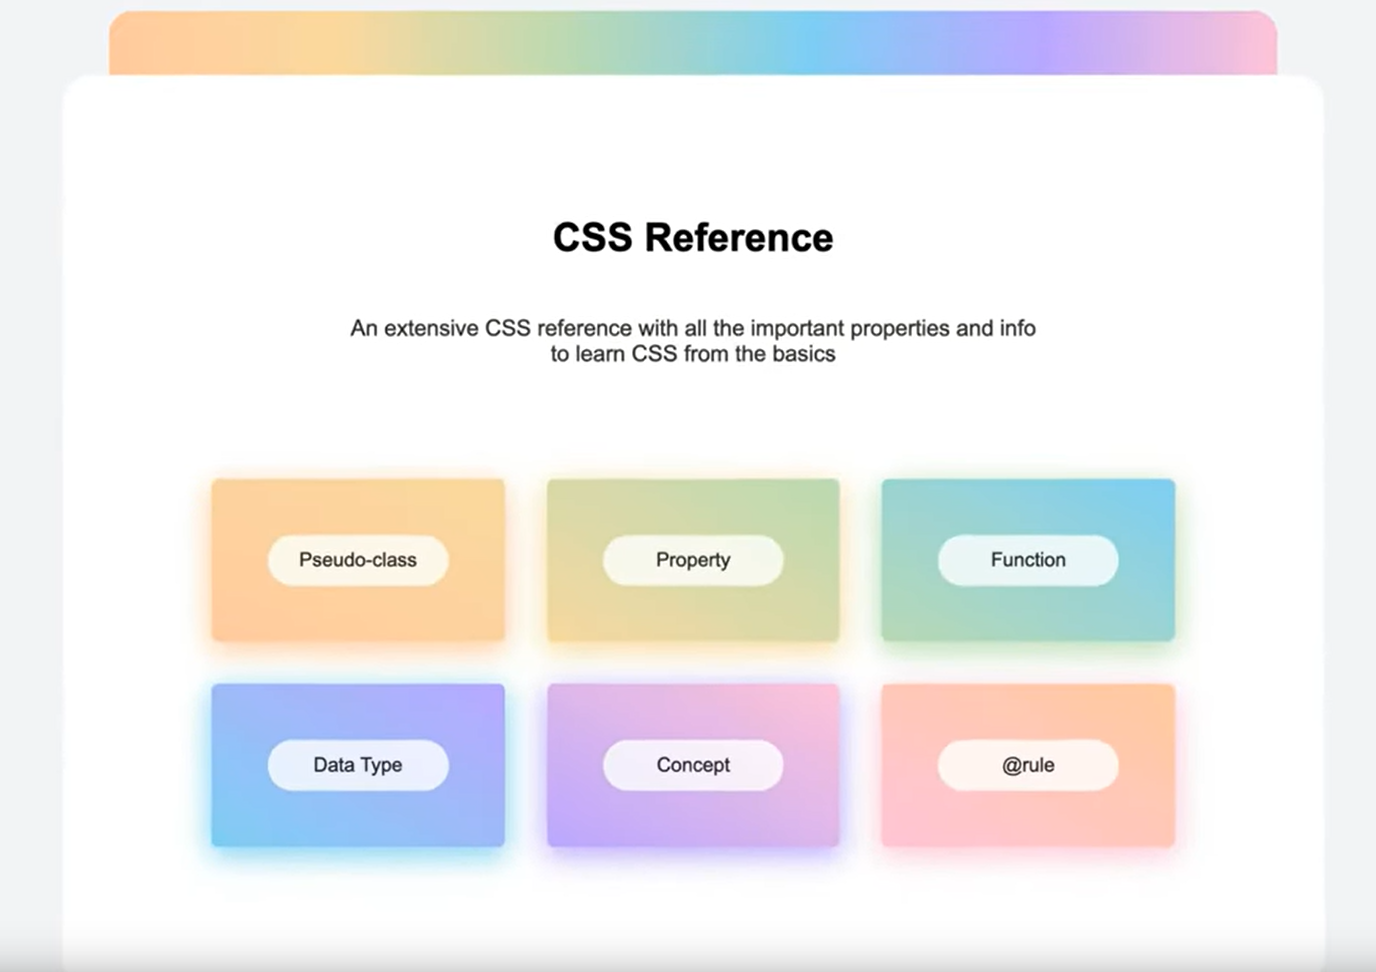 CSS Reference
An extensive CSS reference with all the important properties and info
to learn CSS from the basics
Pseudo-class
Property
Function
Data Type
Concept
@rule